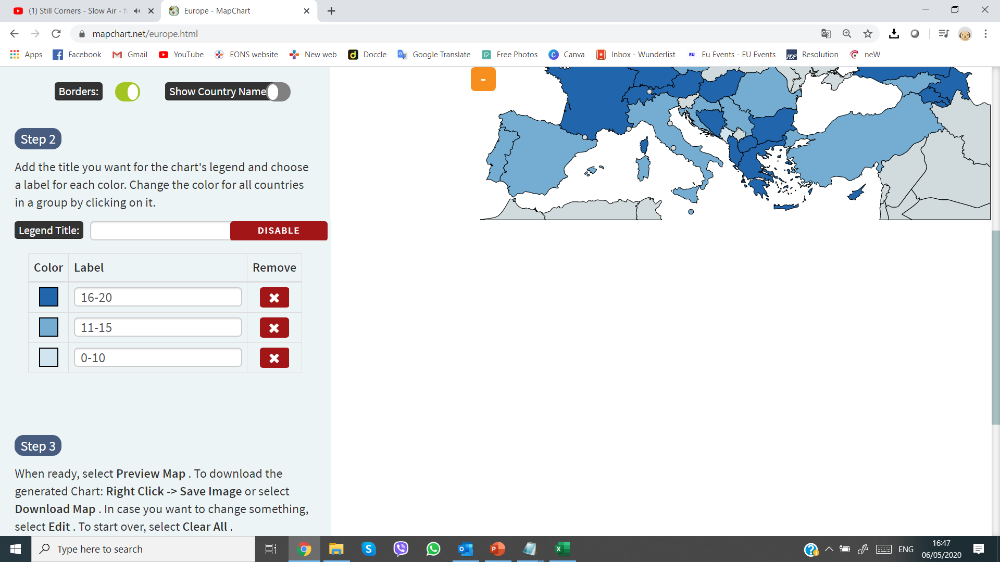 (1) Still Corners - Slow Air - fu
Europe - MapChart
mapchart.net/europe.html
Apps
Facebook
Gmail
YouTube
EONS website
New web
Doccle
Google Translate
Free Photos
Canva
Inbox - Wunderlist
EU
Eu Events - EU Events
PDF
Resolution
neW
Borders:
Show Country Name
-
Step 2
Add the title you want for the chart's legend and choose
a label for each color. Change the color for all countries
in a group by clicking on it.
Legend Title:
DISABLE
Color Label Remove
16-20
11-15
0-10
Step 3
When ready, select Preview Map . To download the
generated Chart: Right Click -> Save Image or select
Download Map . In case you want to change something,
select Edit . To start over, select Clear All .
Type here to search
ENG
16:47
06/05/2020